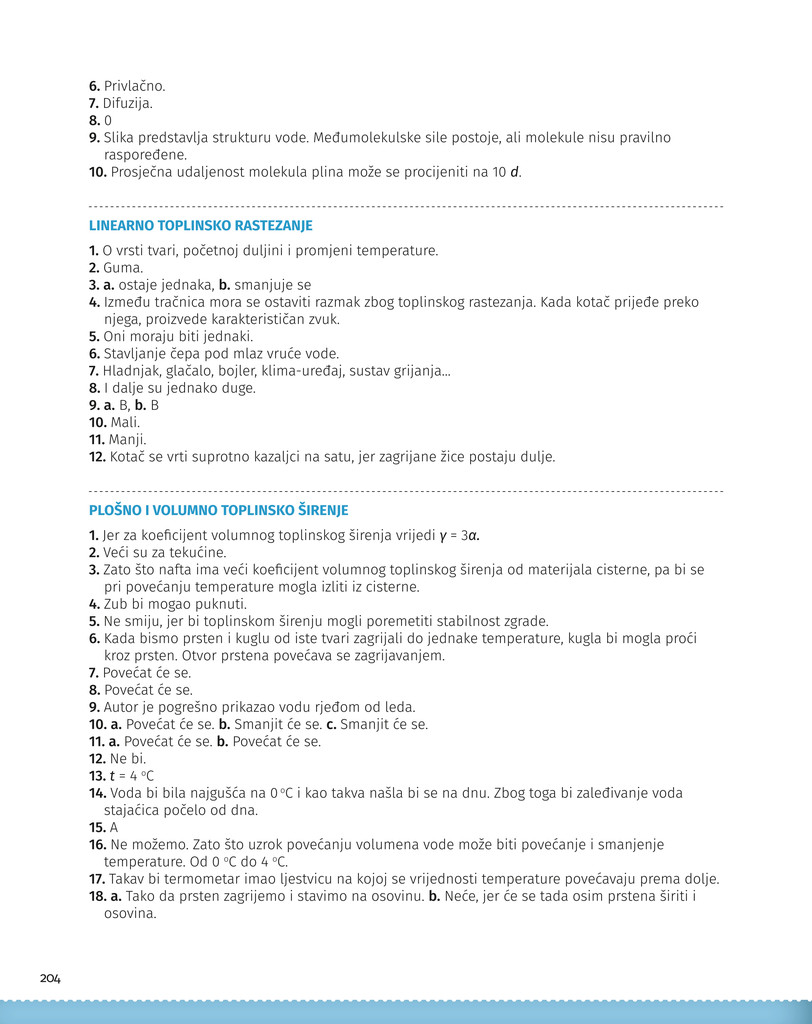 6. Privlačno.
7. Difuzija.
8. 0
9. Slika predstavlja strukturu vode. Međumolekulske sile postoje, ali molekule nisu pravilno
raspoređene.
10. Prosječna udaljenost molekula plina može se procijeniti na 10 d.
LINEARNO TOPLINSKO RASTEZANJE
1. O vrsti tvari, početnoj duljini i promjeni temperature.
2. Guma.
3. a. ostaje jednaka, b. smanjuje se
4. Između tračnica mora se ostaviti razmak zbog toplinskog rastezanja. Kada kotač prijeđe preko
njega, proizvede karakterističan zvuk.
5. Oni moraju biti jednaki.
6. Stavljanje čepa pod mlaz vruće vode.
7. Hladnjak, glačalo, bojler, klima-uređaj, sustav grijanja...
8. I dalje su jednako duge.
9. a. B, b. B
10. Mali.
11. Manji.
12. Kotač se vrti suprotno kazaljci na satu, jer zagrijane žice postaju dulje.
PLOŠNO I VOLUMNO TOPLINSKO ŠIRENJE
1. Jer za koeficijent volumnog toplinskog širenja vrijedi γ = 3α.
2. Veći su za tekućine.
3. Zato što nafta ima veći koeficijent volumnog toplinskog širenja od materijala cisterne, pa bi se
pri povećanju temperature mogla izliti iz cisterne.
4. Zub bi mogao puknuti.
5. Ne smiju, jer bi toplinskom širenju mogli poremetiti stabilnost zgrade.
6. Kada bismo prsten i kuglu od iste tvari zagrijali do jednake temperature, kugla bi mogla proći
kroz prsten. Otvor prstena povećava se zagrijavanjem.
7. Povećat će se.
8. Povećat će se.
9. Autor je pogrešno prikazao vodu rjeđom od leda.
10. a. Povećat će se. b. Smanjit će se. c. Smanjit će se.
11. a. Povećat će se. b. Povećat će se.
12. Ne bi.
13. t = 4 °C
14. Voda bi bila najgušća na 0 °C i kao takva našla bi se na dnu. Zbog toga bi zaleđivanje voda
stajaćica počelo od dna.
15. A
16. Ne možemo. Zato što uzrok povećanju volumena vode može biti povećanje i smanjenje
temperature. Od 0 °C do 4 °C.
17. Takav bi termometar imao ljestvicu na kojoj se vrijednosti temperature povećavaju prema dolje.
18. a. Tako da prsten zagrijemo i stavimo na osovinu. b. Neće, jer će se tada osim prstena širiti i
osovina.
204